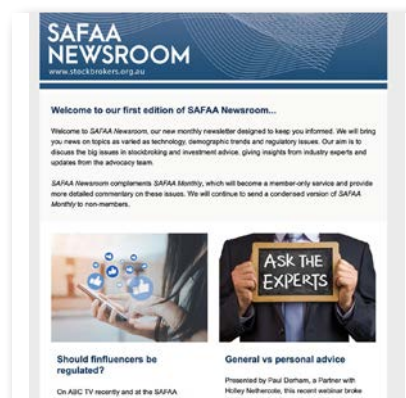 SAFAA
NEWSROOM
www.stockbrokers.org.au
Welcome to our first edition of SAFAA Newsroom...
Welcome to SAFAA Newsroom, our new monthly newsletter designed to keep you informed. We will bring
you news on topics as varied as technology, demographic trends and regulatory issues. Our aim is to
discuss the big issues in stockbroking and investment advice, giving insights from industry experts and
updates from the advocacy team.
SAFAA Newsroom complements SAFAA Monthly, which will become a member-only service and provide
more detailed commentary on these issues. We will continue to send a condensed version of SAFAA
Monthly to non-members.
ASK THE
EXPERTS
Should finfluencers be
regulated?
On ABC TV recently and at the SAFAA
General vs personal advice
Presented by Paul Derham, a Partner with
Holley Nethercote, this recent webinar broke